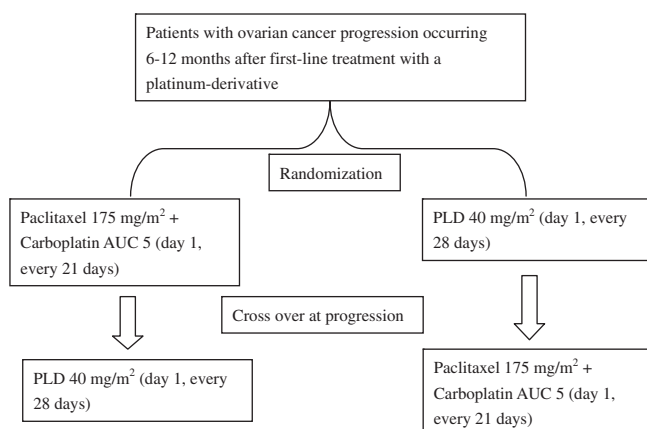 Patients with ovarian cancer progression occurring
6-12 months after first-line treatment with a
platinum-derivative
Randomization
Paclitaxel 175 mg/m² +
Carboplatin AUC 5 (day 1,
every 21 days)
PLD 40 mg/m² (day 1, every
28 days)
Cross over at progression
PLD 40 mg/m² (day 1, every
28 days)
Paclitaxel 175 mg/m² +
Carboplatin AUC 5 (day 1,
every 21 days)